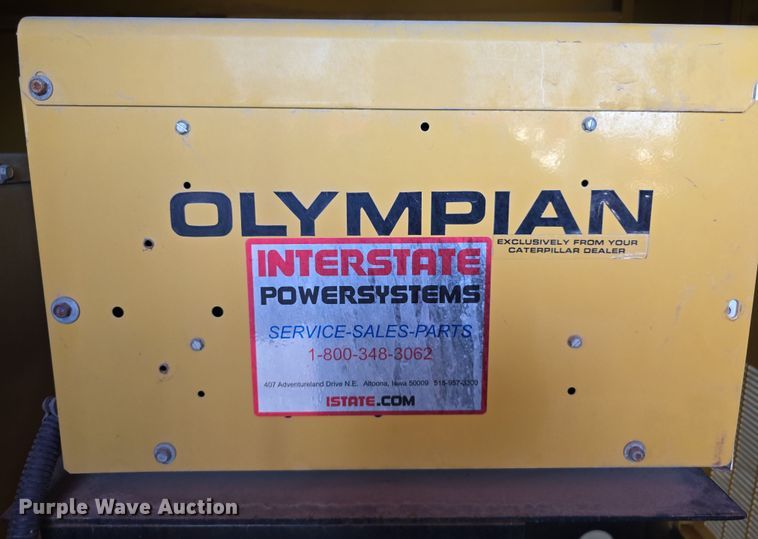 OLYMPIAN
EXCLUSIVELY FROM YOUR
CATERPILLAR DEALER
INTERSTATE
POWERSYSTEMS
SERVICE-SALES-PARTS
1-800-348-3062
407 Adventureland Drive N.E. Altoona, Iowa 50009 515-957-3300
ISTATE.COM
Purple Wave Auction